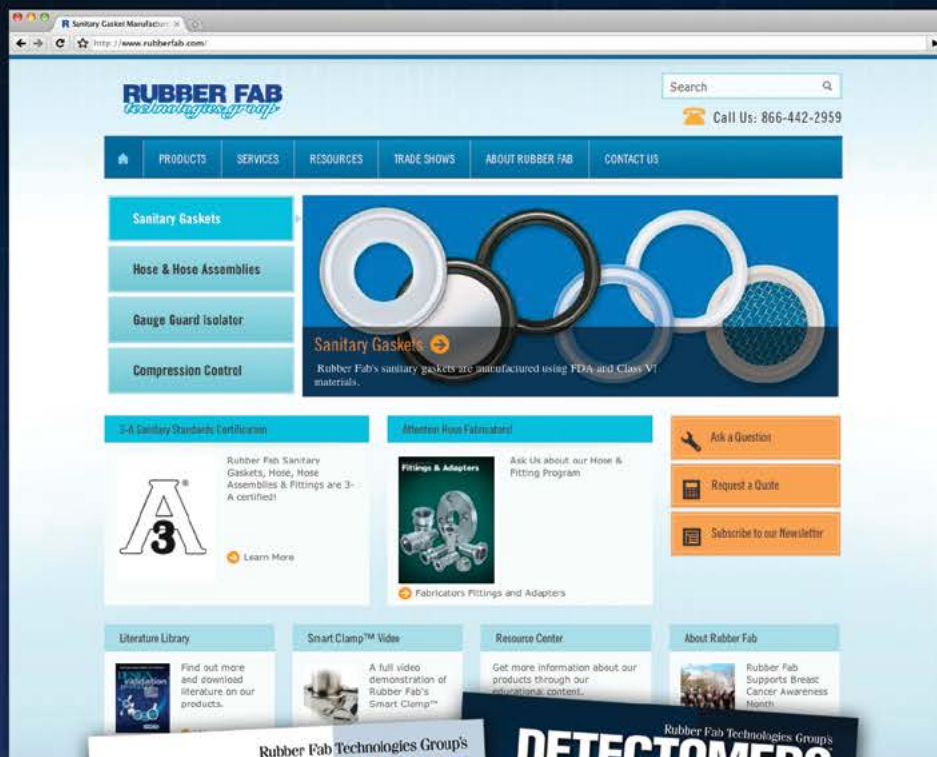 R Sanitary Gasket Manufactur
http://www.rubberfab.com/
RUBBER FAB
technologies group
Search
Call Us: 866-442-2959
PRODUCTS
SERVICES
RESOURCES
TRADE SHOWS
ABOUT RUBBER FAB
CONTACT US
Sanitary Gaskets
Hose & Hose Assemblies
Gauge Guard Isolator
Compression Control
Sanitary Gaskets
Rubber Fab's sanitary gaskets are manufactured using FDA and Class VI
materials.
3-A Sanitary Standards Certification
A
3
®
Rubber Fab Sanitary
Gaskets, Hose, Hose
Assemblies & Fittings are 3-
A certified!
Learn More
Attention Hose Fabricators!
Fittings & Adapters
Ask Us about our Hose &
Fitting Program
Fabricators Fittings and Adapters
Ask a Question
Request a Quote
Subscribe to our Newsletter
Literature Library
validation
Find out more
and download
literature on our
products.
Smart Clamp™ Video
A full video
demonstration of
Rubber Fab's
Smart Clamp™
Resource Center
Get more information about our
products through our
educational content.
About Rubber Fab
Rubber Fab
Supports Breast
Cancer Awareness
Month
Rubber Fab Technologies Group's
Rubber Fab Technologies Group's
DETECTOMERS